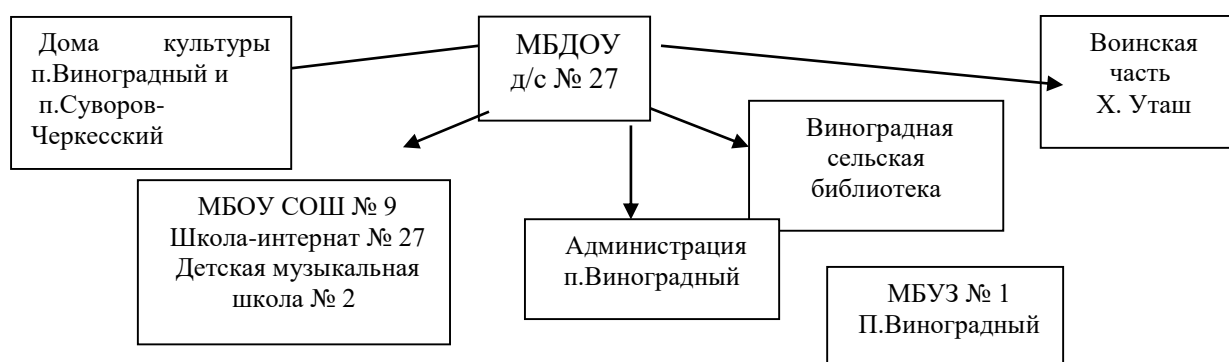 Дома культуры
п.Виноградный и
п.Суворов-
Черкесский
МБДОУ
д/с № 27
Воинская
часть
Х. Уташ
Виноградная
сельская
библиотека
МБОУ СОШ № 9
Школа-интернат № 27
Детская музыкальная
школа № 2
Администрация
п.Виноградный
МБУЗ № 1
П.Виноградный